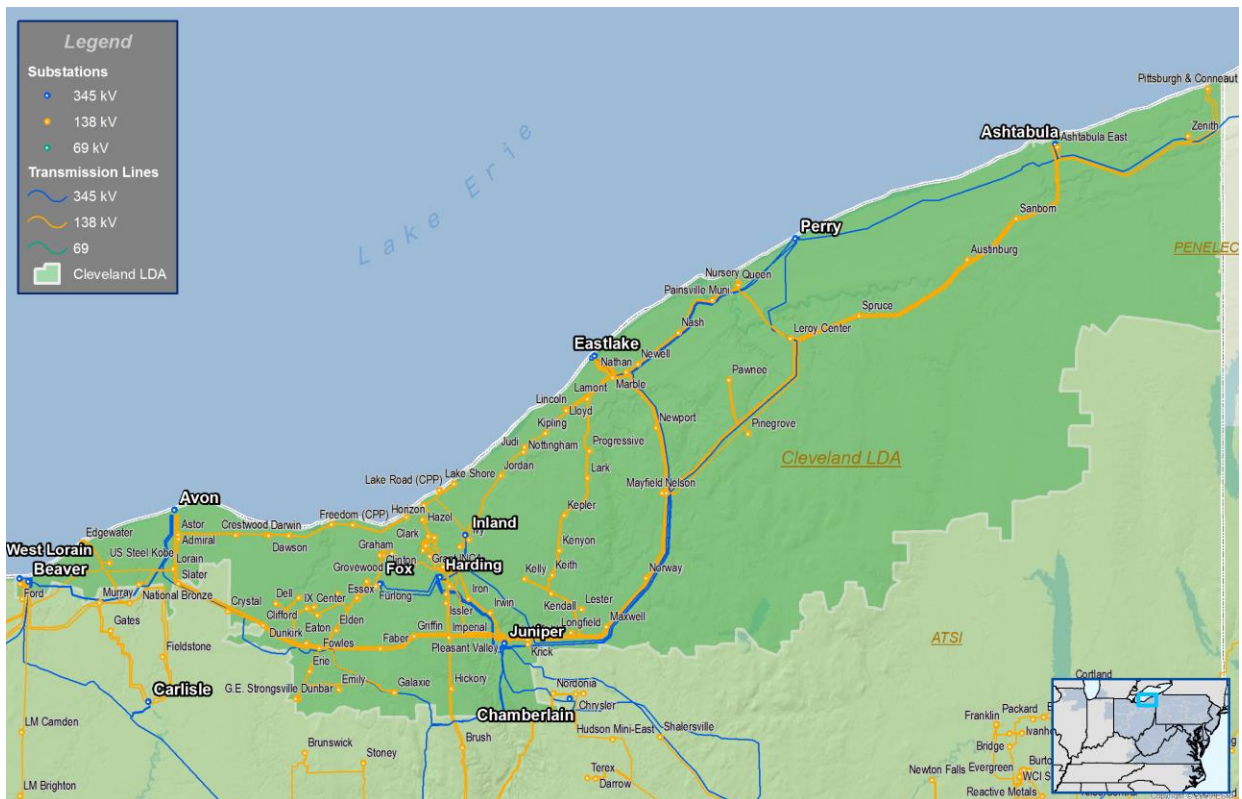 Legend
Substations
345 kV
138 kV
69 kV
Transmission Lines
345 kV
138 kV
69
Cleveland LDA
Lake Erie
Pittsburgh & Conneaut
Ashtabula
Ashtabula East
Zenith
Sanborn
Perry
Austinburg
PENELEC
Nursery
Queen
Painsville Muni
Spruce
Nash
Leroy Center
Eastlake
Nathan
Newell
Marble
Pawnee
Lamont
Lincoln
Lloyd
Newport
Kipling
Pinegrove
Judi
Nottingham
Progressive
Cleveland LDA
Jordan
Lark
Lake Shore
Lake Road (CPP)
Mayfield
Nelson
Avon
Horizon
Kepler
Freedom (CPP)
Edgewater
Astor
Crestwood
Darwin
Hazel
Inland
Admiral
Clark
US Steel Kobe
Dawson
Graham
Kenyon
West Lorain
Lorain
Clinton
Beaver
Slater
Grovewood
Fox
Harding
Keith
Kelly
Norway
Ford
Murray
National Bronze
Essex
Furlong
Iron
Dell
IX Center
Crystal
Clifford
Issler
Irwin
Kendall
Lester
Gates
Elden
Maxwell
Eaton
Griffin
Imperial
Juniper
Longfield
Dunkirk
Fowles
Faber
Fieldstone
Pleasant Valley
Krick
ATSI
Erie
Emily
Galaxie
Hickory
Carlisle
G.E. Strongsville
Dunbar
Nordonia
Chrysler
Chamberlain
Cortland
LM Camden
Brush
Hudson Mini-East
Shalersville
Franklin
Packard
Brunswick
Stoney
Bridge
Terex
Darrow
Newton Falls
Evergreen
LM Brighton
Reactive Metals